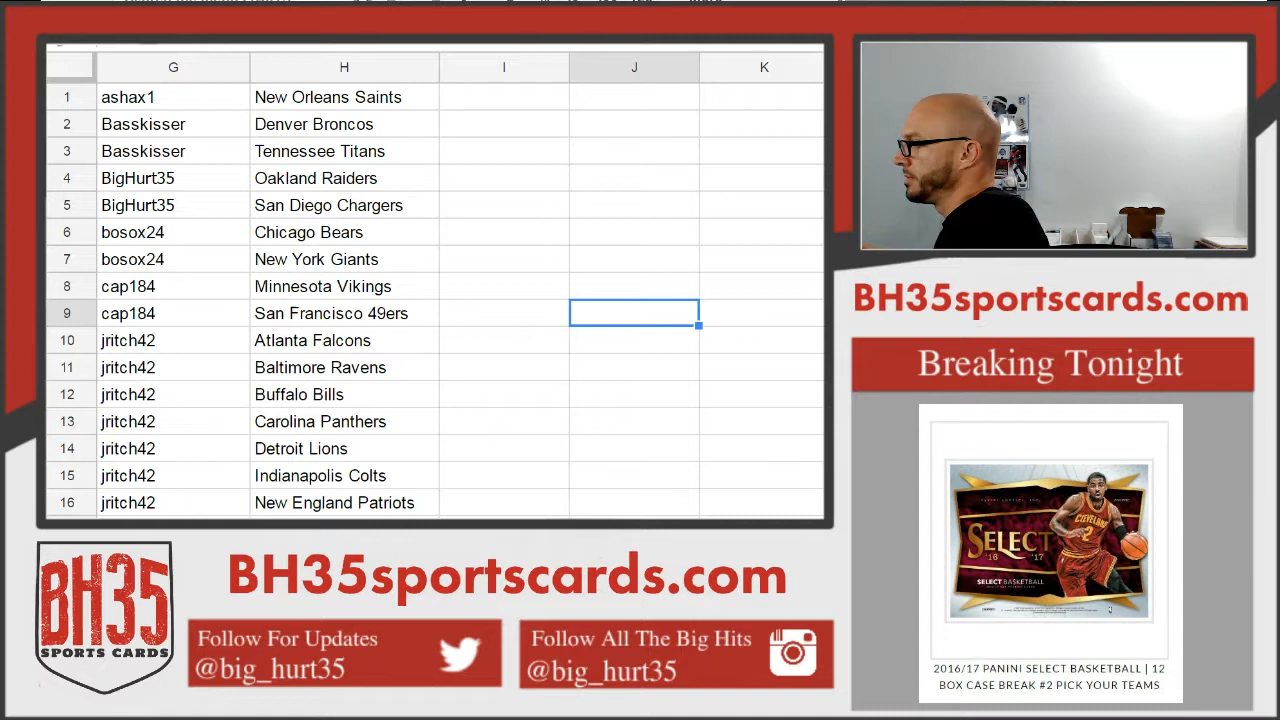 G H I J K
1 ashax1 New Orleans Saints
2 Basskisser Denver Broncos
3 Basskisser Tennessee Titans
4 BigHurt35 Oakland Raiders
5 BigHurt35 San Diego Chargers
6 bosox24 Chicago Bears
7 bosox24 New York Giants
8 cap184 Minnesota Vikings
9 cap184 San Francisco 49ers
10 jritch42 Atlanta Falcons
11 jritch42 Baltimore Ravens
12 jritch42 Buffalo Bills
13 jritch42 Carolina Panthers
14 jritch42 Detroit Lions
15 jritch42 Indianapolis Colts
16 jritch42 New England Patriots
BH35sportscards.com
Breaking Tonight
CLEVELAND
2
SELECT
'16 '17
SELECT BASKETBALL
2016/17 PANINI SELECT BASKETBALL | 12
BOX CASE BREAK #2 PICK YOUR TEAMS
BH35
SPORTS CARDS
BH35sportscards.com
Follow For Updates
@big_hurt35
Follow All The Big Hits
@big_hurt35